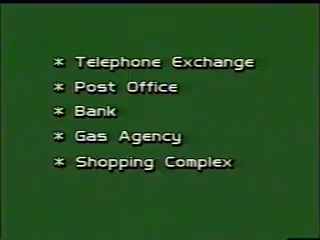 * Telephone Exchange
* Post Office
* Bank
* Gas Agency
* Shopping Complex